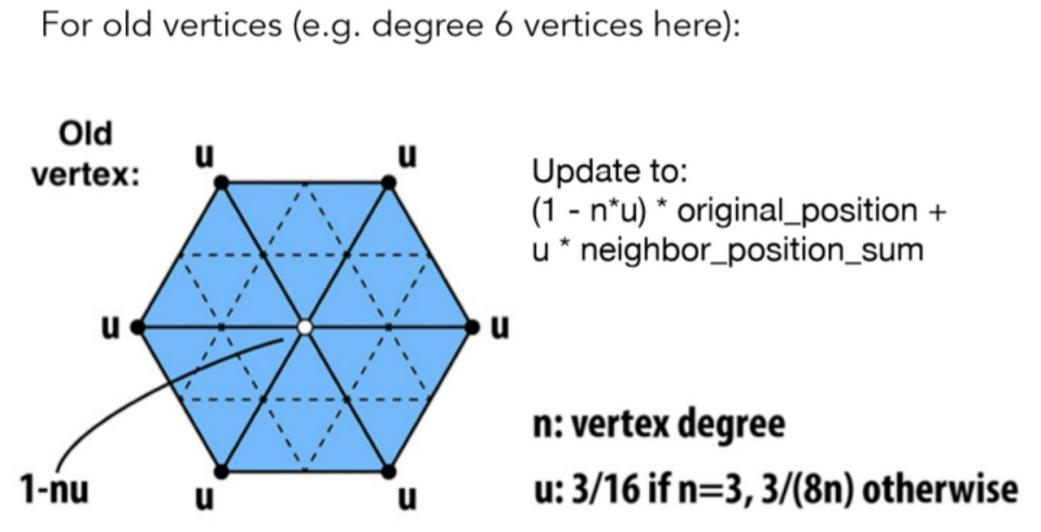 For old vertices (e.g. degree 6 vertices here):
Old
vertex:
u
u
Update to:
(1 - n*u) * original_position +
u * neighbor_position_sum
u
u
n: vertex degree
1-nu
u
u
u: 3/16 if n=3, 3/(8n) otherwise